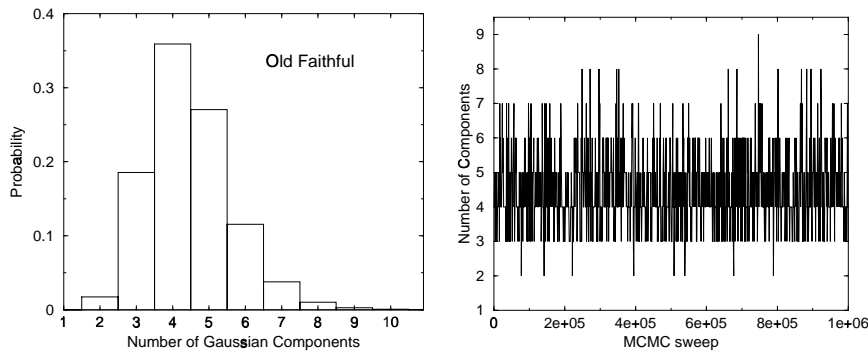 0.4
0.3
0.2
0.1
0
Probability
Old Faithful
1 2 3 4 5 6 7 8 9 10
Number of Gaussian Components
9
8
7
6
5
4
3
2
1
Number of Components
0 2e+05 4e+05 6e+05 8e+05 1e+06
MCMC sweep